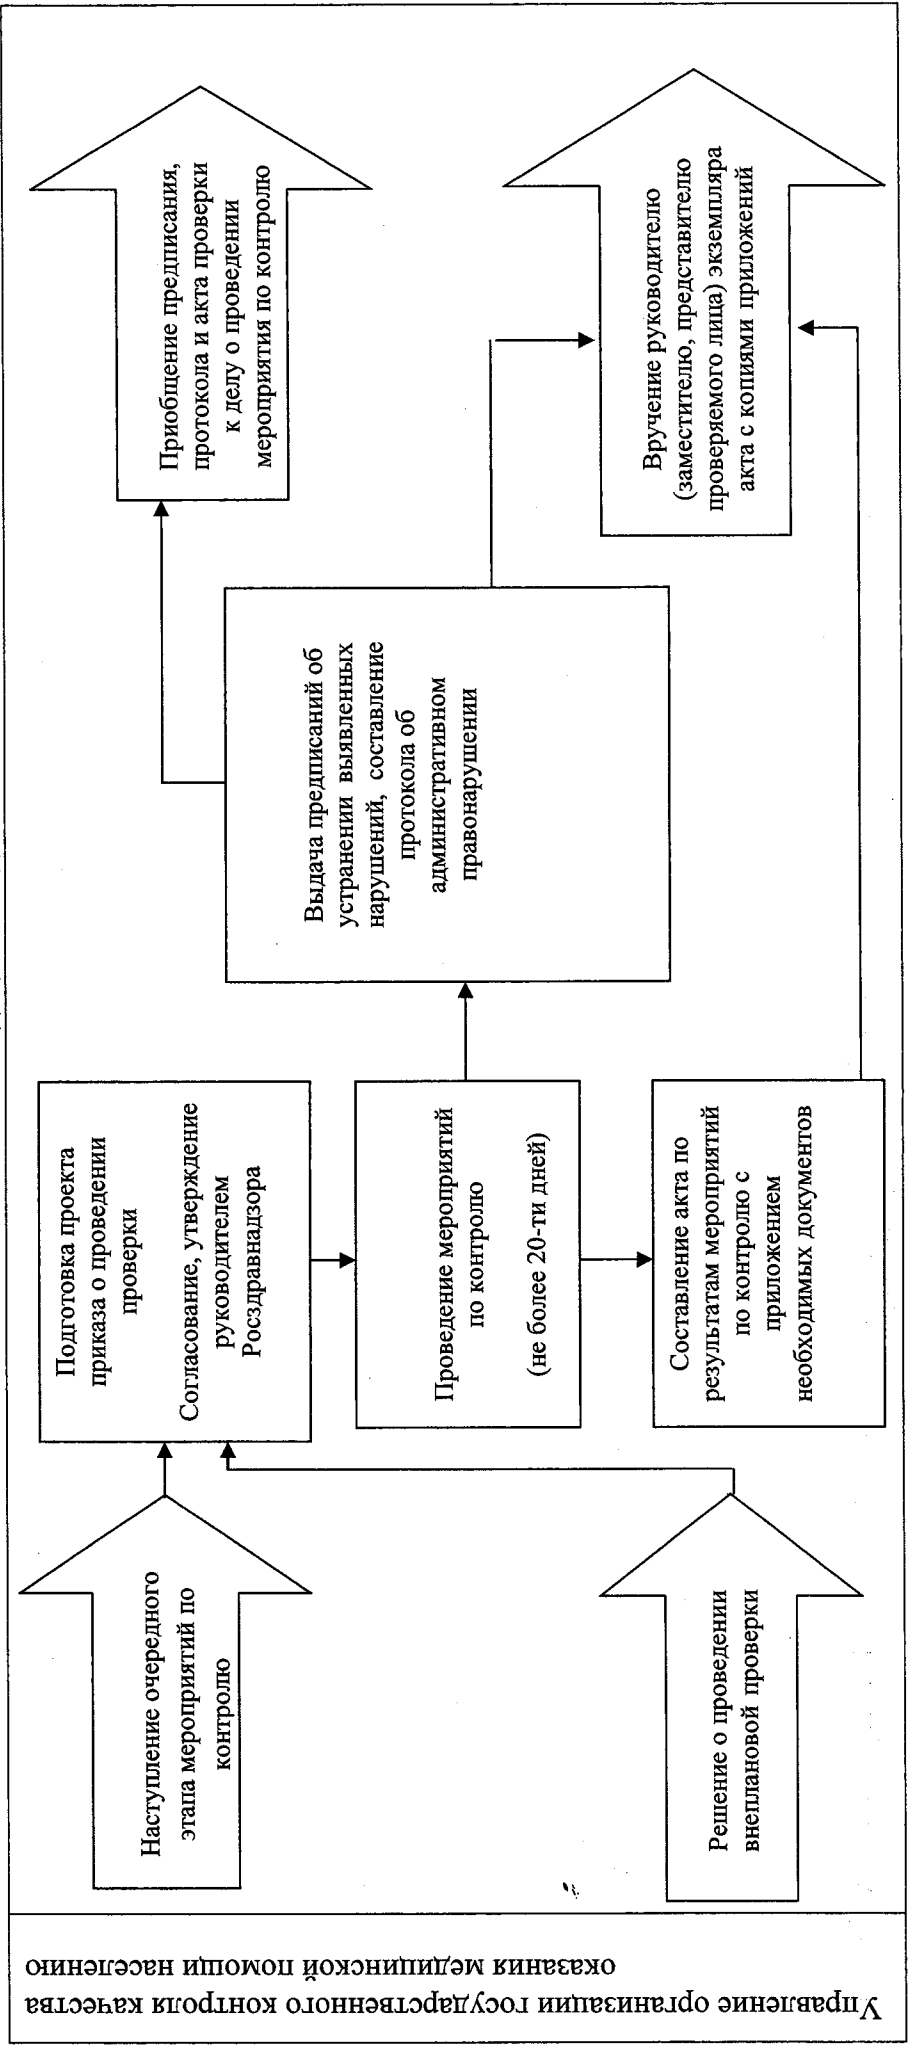 Управление организации государственного контроля качества
оказания медицинской помощи населению
Наступление очередного
этапа мероприятий по
контролю
Решение о проведении
внеплановой проверки
Подготовка проекта
приказа о проведении
проверки
Согласование, утверждение
руководителем
Росздравнадзора
Проведение мероприятий
по контролю
(не более 20-ти дней)
Составление акта по
результатам мероприятий
по контролю с
приложением
необходимых документов
Выдача предписаний об
устранении выявленных
нарушений, составление
протокола об
административном
правонарушении
Приобщение предписания,
протокола и акта проверки
к делу о проведении
мероприятия по контролю
Вручение руководителю
(заместителю, представителю
проверяемого лица) экземпляра
акта с копиями приложений